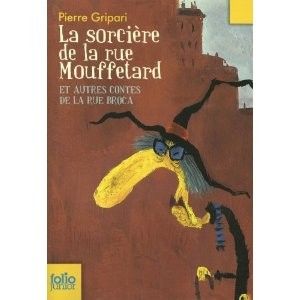 Pierre Gripari
La sorcière
de la rue
Mouffetard
ET AUTRES CONTES
DE LA RUE BROCA
folio
junior